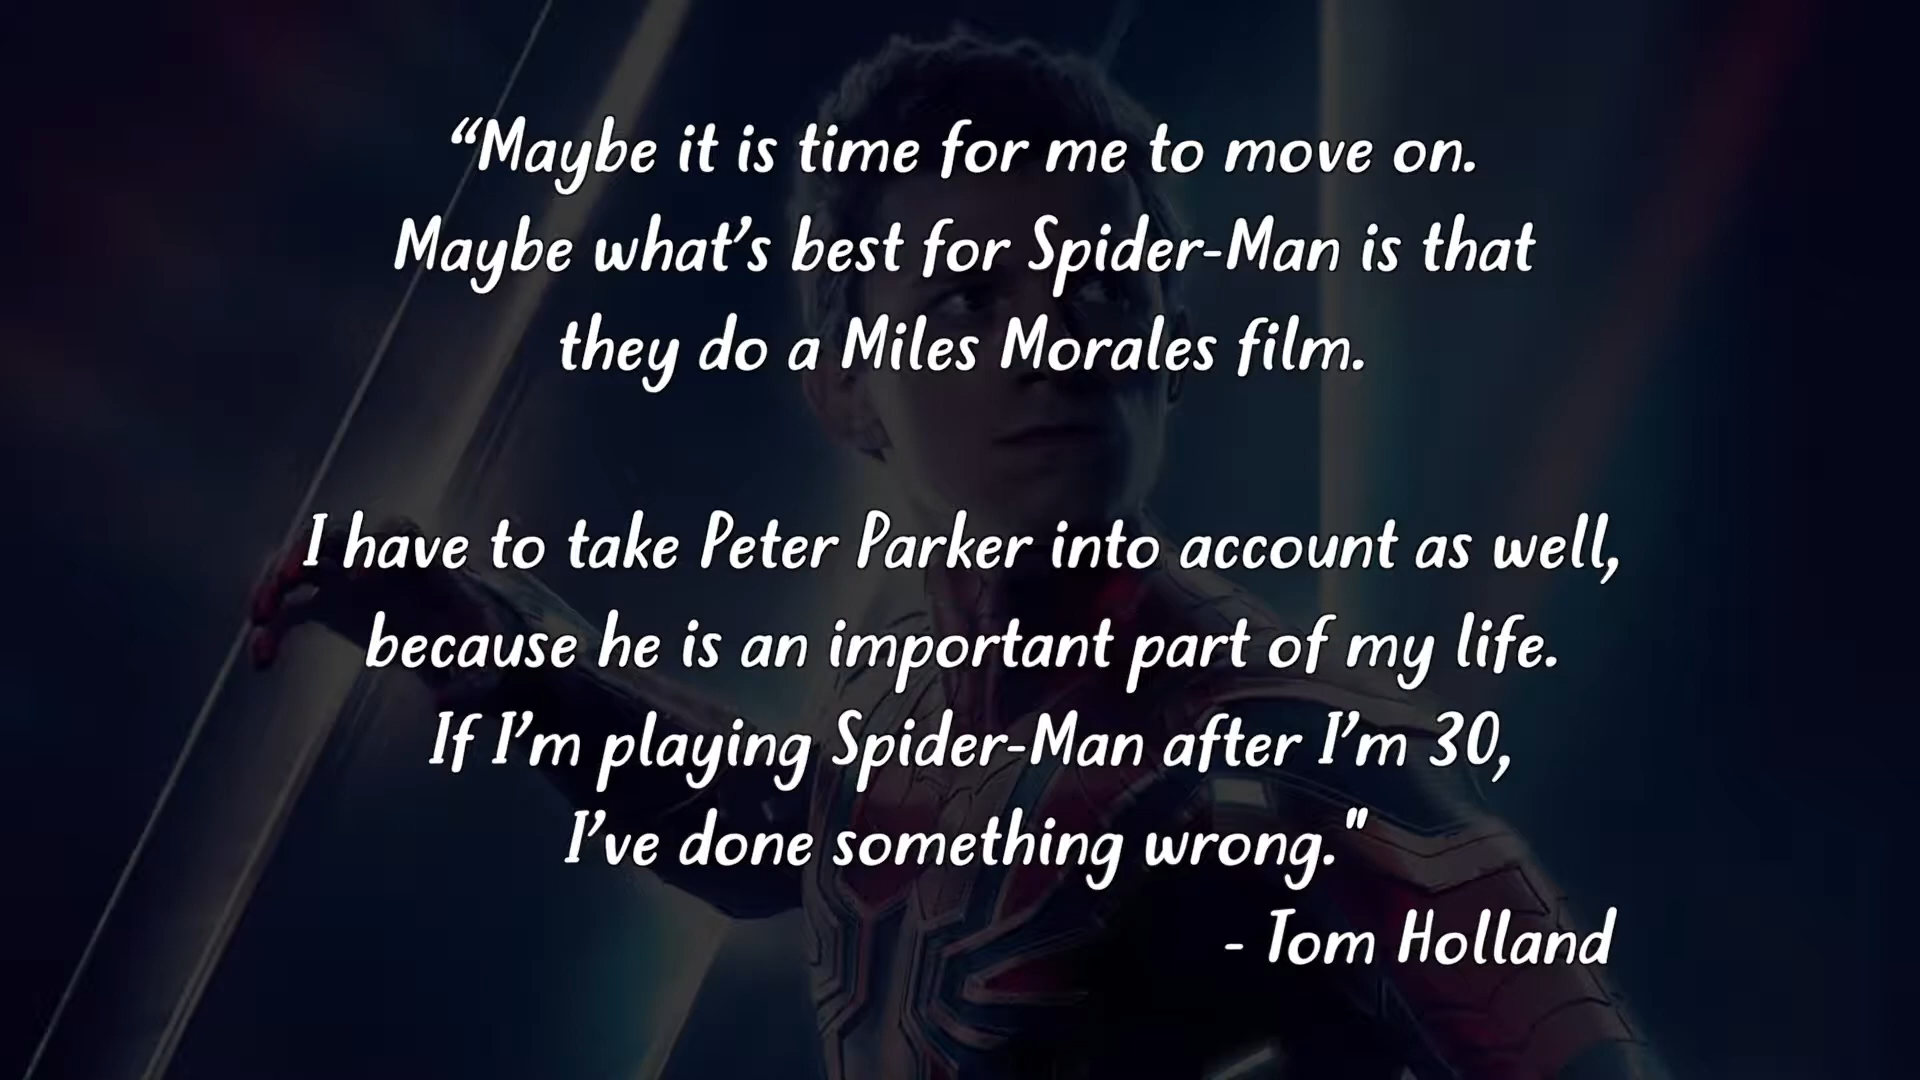 “Maybe it is time for me to move on.
Maybe what’s best for Spider-Man is that
they do a Miles Morales film.
I have to take Peter Parker into account as well,
because he is an important part of my life.
If I’m playing Spider-Man after I’m 30,
I’ve done something wrong."
- Tom Holland